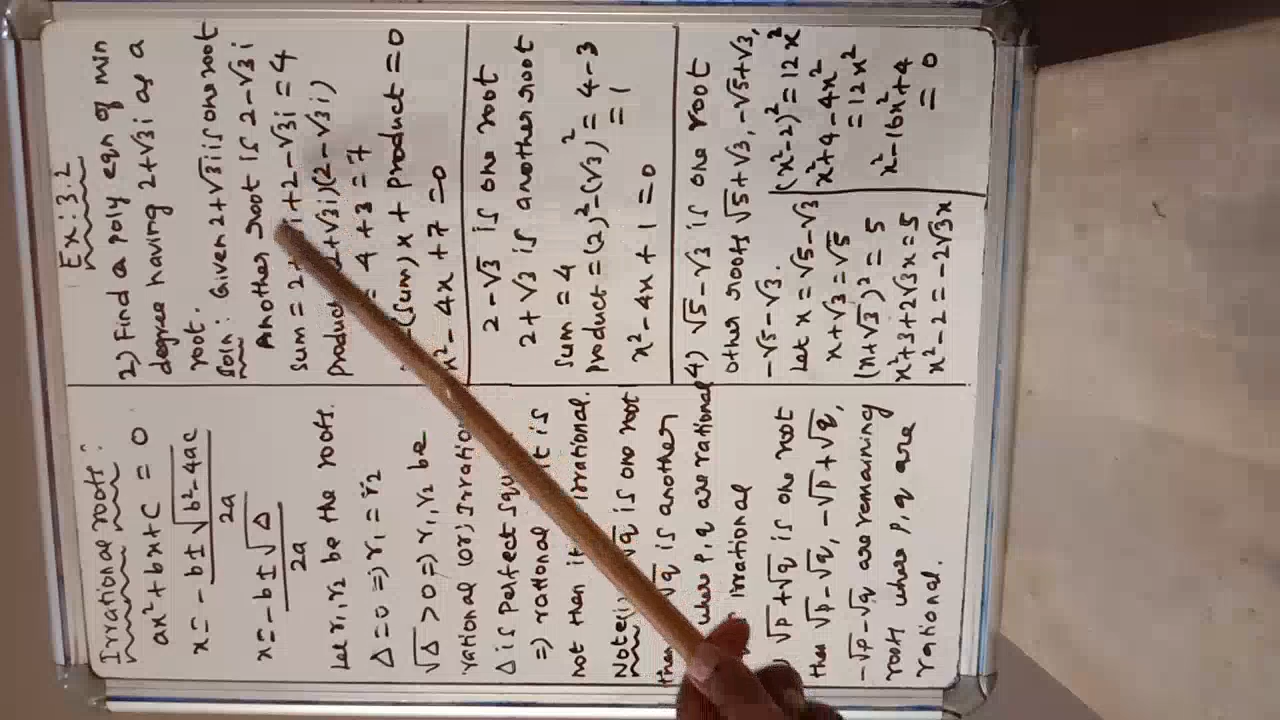 Irrational roots:
ax² + bx + c = 0
x = -b ± √b²-4ac
2a
x = -b ± √Δ
2a
Let r₁, r₂ be the roots.
Δ = 0 => r₁ = r₂
√Δ > 0 => r₁, r₂ be
rational (or) Irratio
Δ is perfect squ
=> rational it is
not then it irrational.
Note(i) √q is one root
then √q is another
where p, q are rational
irrational
√p+√q is one root
then √p-√q, -√p+√q,
-√p-√q are remaining
root where p, q are
rational.
Ex: 3.2
2) Find a poly eqn of min
degree having 2+√3i as a
root.
Soln: Given 2+√3i is one root
Another root is 2-√3i
sum = 2+ i + 2-√3i = 4
product 2+√3i)(2-√3i)
= 4+3 = 7
(sum)x + product = 0
x² - 4x + 7 = 0
2-√3 is one root
2+√3 is another root
sum = 4
product = (2)² - (√3)² = 4-3
= 1
x² - 4x + 1 = 0
4) √5-√3 is one root
other roots √5+√3, -√5+√3,
-√5-√3.
Let x = √5-√3
x+√3 = √5
(x+√3)² = 5
x²+3+2√3x = 5
x²-2 = -2√3x
(x²-2)² = 12x²
x²+4-4x²
= 12x²
x²-16x²+4
= 0